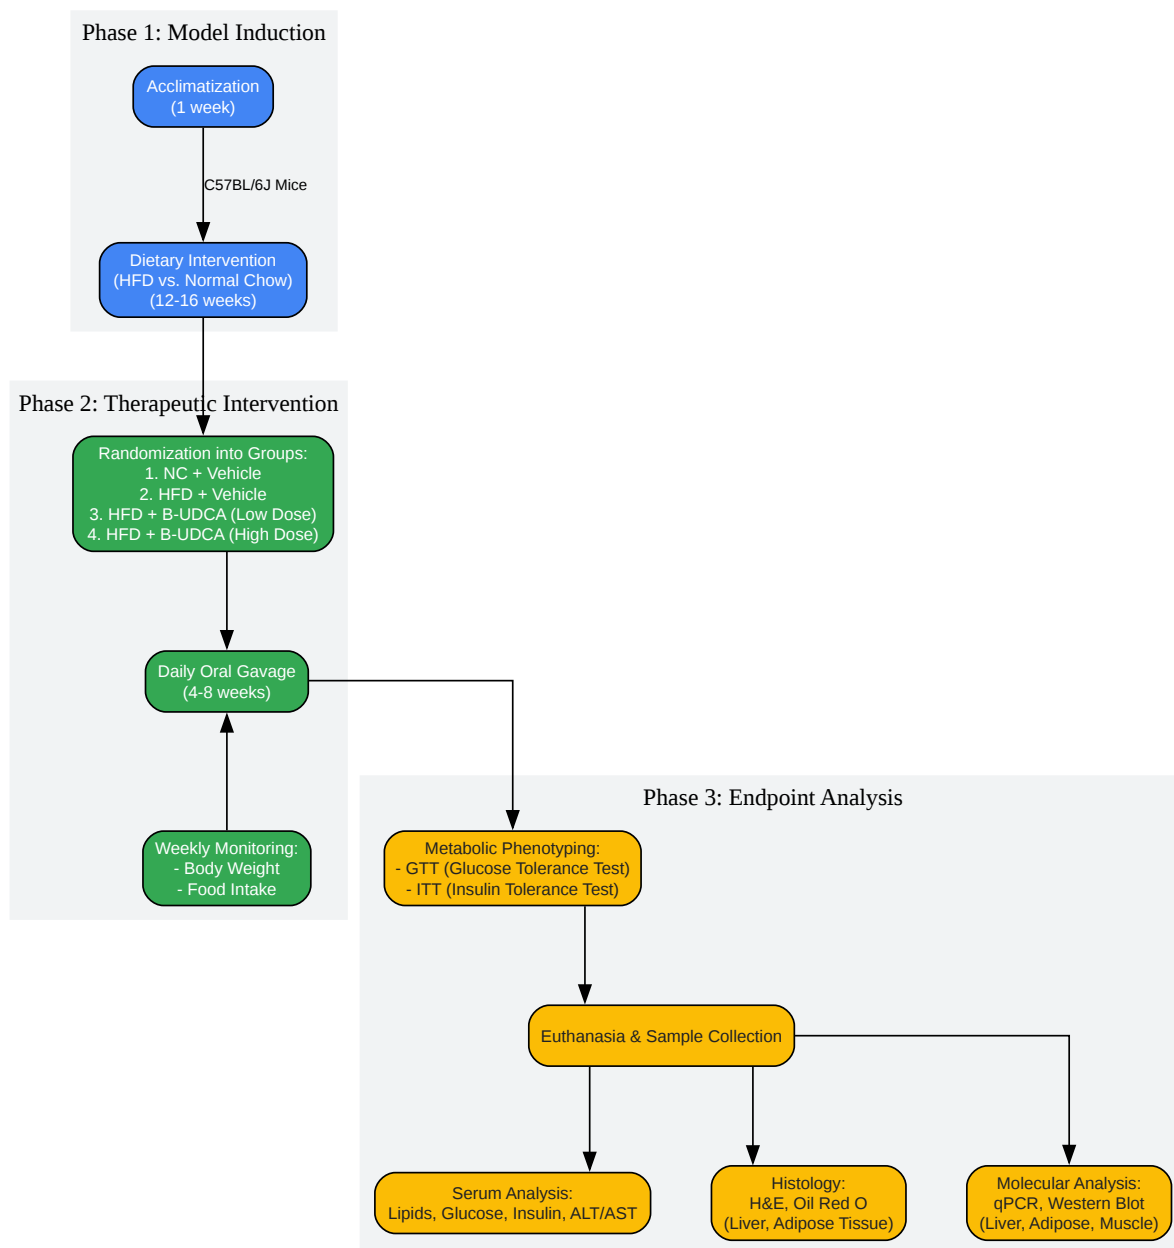 Phase 1: Model Induction
Acclimatization
(1 week)
C57BL/6J Mice
Dietary Intervention
(HFD vs. Normal Chow)
(12-16 weeks)
Phase 2: Therapeutic Intervention
Randomization into Groups:
1. NC + Vehicle
2. HFD + Vehicle
3. HFD + B-UDCA (Low Dose)
4. HFD + B-UDCA (High Dose)
Daily Oral Gavage
(4-8 weeks)
Weekly Monitoring:
- Body Weight
- Food Intake
Phase 3: Endpoint Analysis
Metabolic Phenotyping:
- GTT (Glucose Tolerance Test)
- ITT (Insulin Tolerance Test)
Euthanasia & Sample Collection
Serum Analysis:
Lipids, Glucose, Insulin, ALT/AST
Histology:
H&E, Oil Red O
(Liver, Adipose Tissue)
Molecular Analysis:
qPCR, Western Blot
(Liver, Adipose, Muscle)